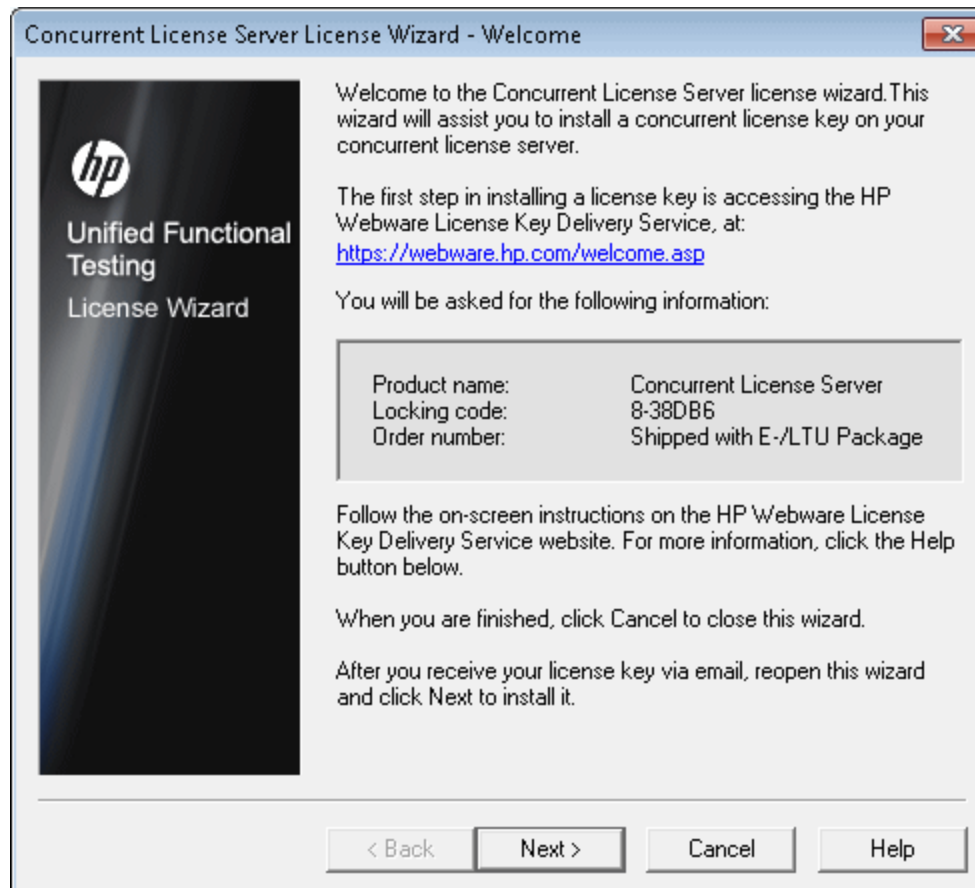 Concurrent License Server License Wizard - Welcome
hp
Unified Functional
Testing
License Wizard
Welcome to the Concurrent License Server license wizard.This
wizard will assist you to install a concurrent license key on your
concurrent license server.
The first step in installing a license key is accessing the HP
Webware License Key Delivery Service, at:
https://webware.hp.com/welcome.asp
You will be asked for the following information:
Product name: Concurrent License Server
Locking code: 8-38DB6
Order number: Shipped with E-/LTU Package
Follow the on-screen instructions on the HP Webware License
Key Delivery Service website. For more information, click the Help
button below.
When you are finished, click Cancel to close this wizard.
After you receive your license key via email, reopen this wizard
and click Next to install it.
< Back Next > Cancel Help